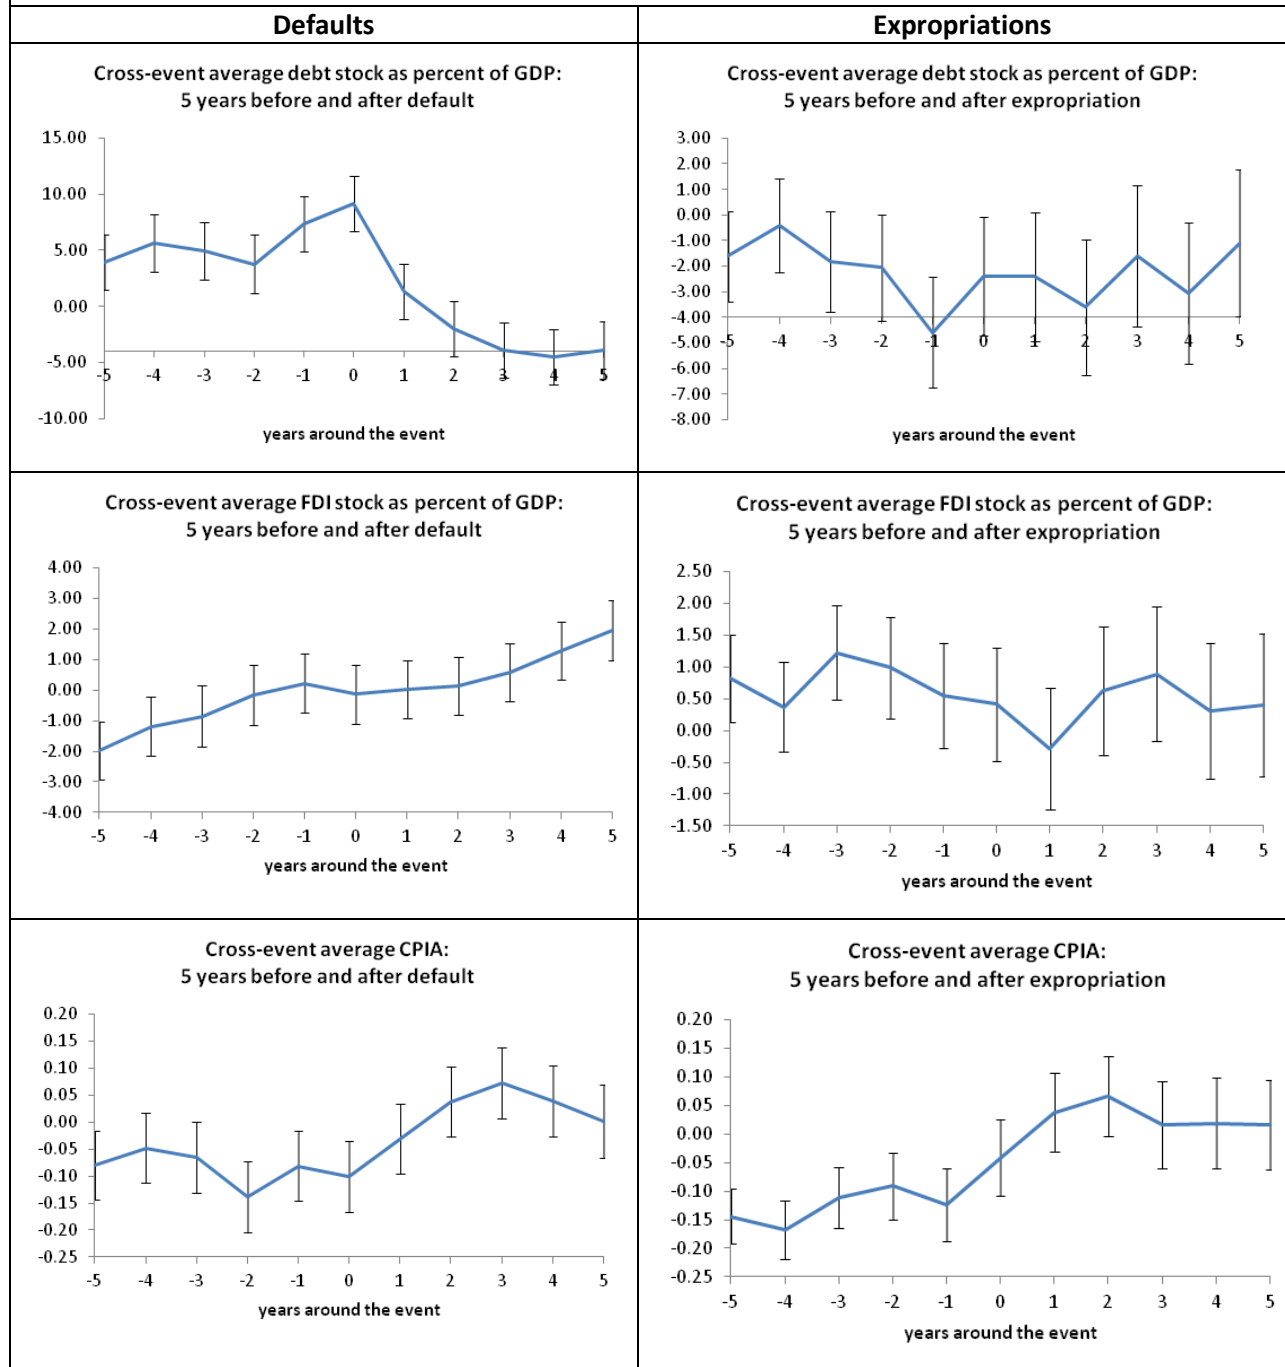 Defaults
Expropriations
Cross-event average debt stock as percent of GDP:
5 years before and after default
15.00
10.00
5.00
0.00
-5.00
-10.00
-5 -4 -3 -2 -1 0 1 2 3 4 5
years around the event
Cross-event average debt stock as percent of GDP:
5 years before and after expropriation
3.00
2.00
1.00
0.00
-1.00
-2.00
-3.00
-4.00
-5.00
-6.00
-7.00
-8.00
-5 -4 -3 -2 -1 0 1 2 3 4 5
years around the event
Cross-event average FDI stock as percent of GDP:
5 years before and after default
4.00
3.00
2.00
1.00
0.00
-1.00
-2.00
-3.00
-4.00
-5 -4 -3 -2 -1 0 1 2 3 4 5
years around the event
Cross-event average FDI stock as percent of GDP:
5 years before and after expropriation
2.50
2.00
1.50
1.00
0.50
0.00
-0.50
-1.00
-1.50
-5 -4 -3 -2 -1 0 1 2 3 4 5
years around the event
Cross-event average CPIA:
5 years before and after default
0.20
0.15
0.10
0.05
0.00
-0.05
-0.10
-0.15
-0.20
-0.25
-5 -4 -3 -2 -1 0 1 2 3 4 5
years around the event
Cross-event average CPIA:
5 years before and after expropriation
0.20
0.15
0.10
0.05
0.00
-0.05
-0.10
-0.15
-0.20
-0.25
-5 -4 -3 -2 -1 0 1 2 3 4 5
years around the event